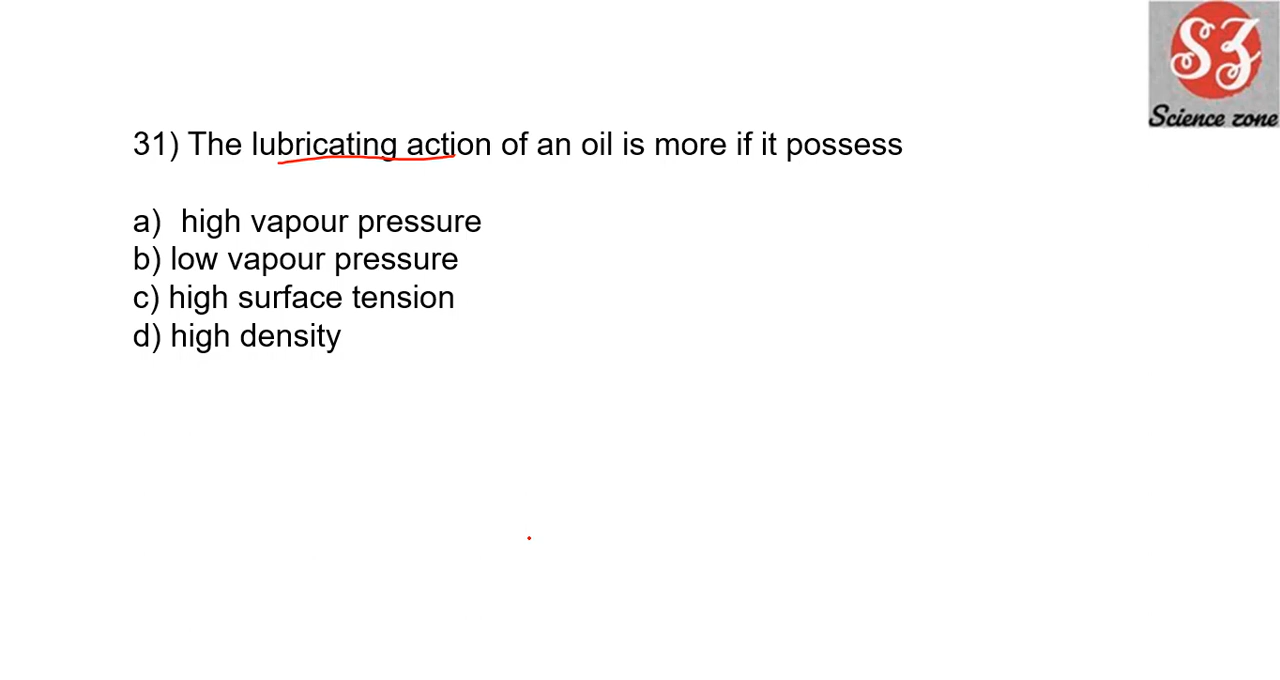 SZ
Science zone
31) The lubricating action of an oil is more if it possess
a) high vapour pressure
b) low vapour pressure
c) high surface tension
d) high density